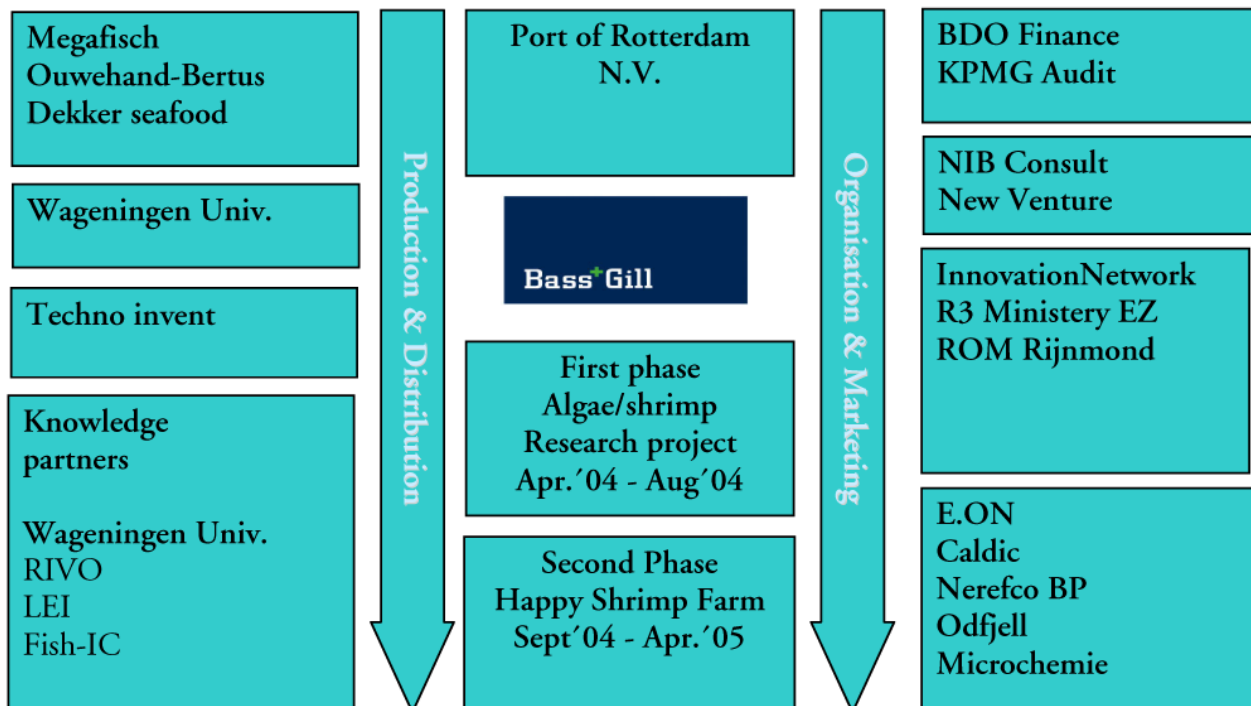 Megafisch
Ouwehand-Bertus
Dekker seafood
Wageningen Univ.
Techno invent
Knowledge
partners
Wageningen Univ.
RIVO
LEI
Fish-IC
Production & Distribution
Port of Rotterdam
N.V.
Bass+Gill
First phase
Algae/shrimp
Research project
Apr.´04 - Aug´04
Second Phase
Happy Shrimp Farm
Sept´04 - Apr.´05
Organisation & Marketing
BDO Finance
KPMG Audit
NIB Consult
New Venture
InnovationNetwork
R3 Ministery EZ
ROM Rijnmond
E.ON
Caldic
Nerefco BP
Odfjell
Microchemie